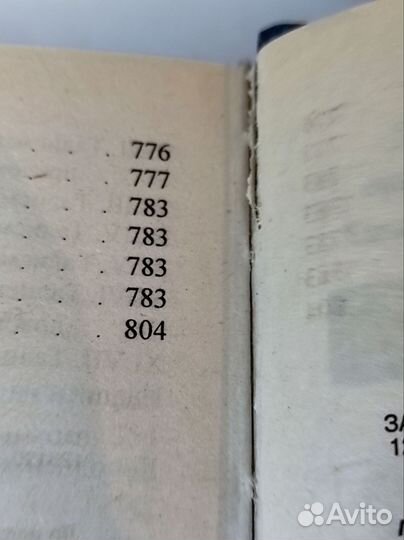 . . 776
. . 777
. . . 783
. . . 783
. . . 783
. . . 783
. . 804
ЗА
12
Avito